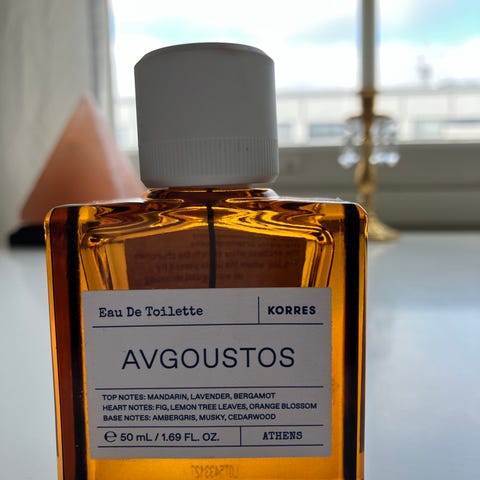 Eau De Toilette
KORRES
AVGOUSTOS
TOP NOTES: MANDARIN, LAVENDER, BERGAMOT
HEART NOTES: FIG, LEMON TREE LEAVES, ORANGE BLOSSOM
BASE NOTES: AMBERGRIS, MUSKY, CEDARWOOD
℮ 50 mL / 1.69 FL. OZ.
ATHENS